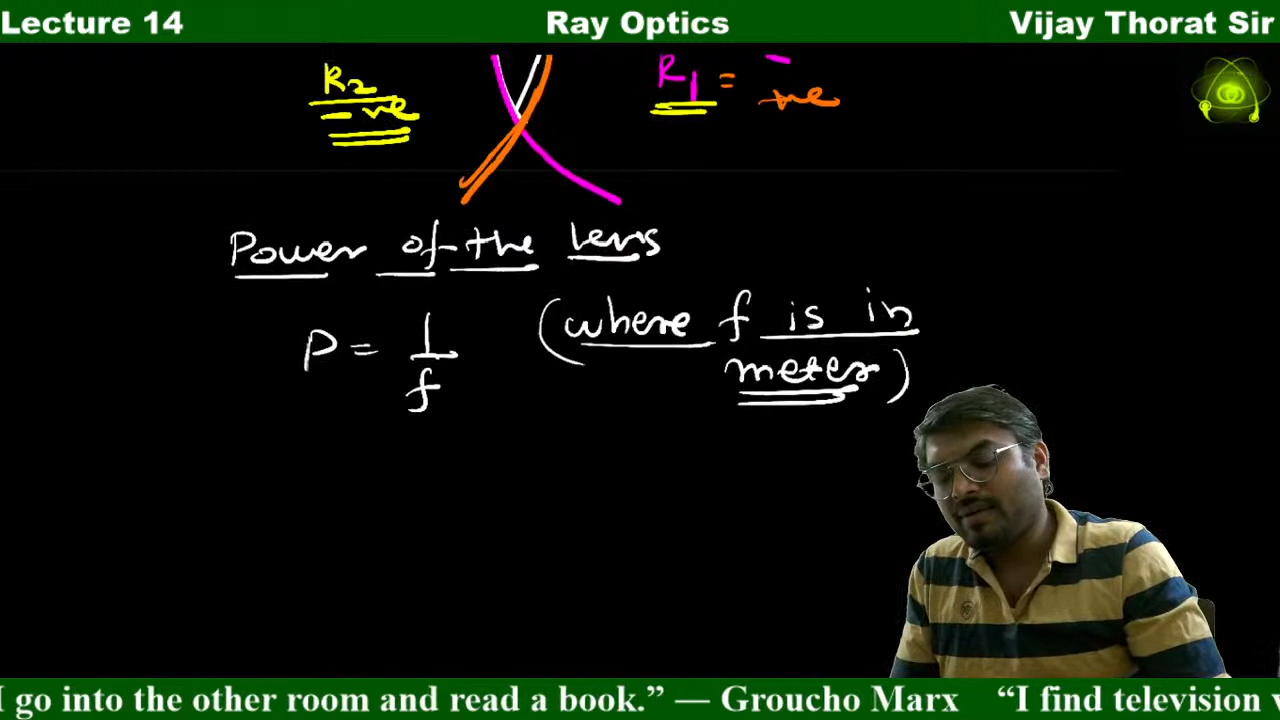 Lecture 14 Ray Optics Vijay Thorat Sir
R2 R1 = -
-ve +ve
Power of the lens
P = 1/f (where f is in
meter)
I go into the other room and read a book.” — Groucho Marx “I find television